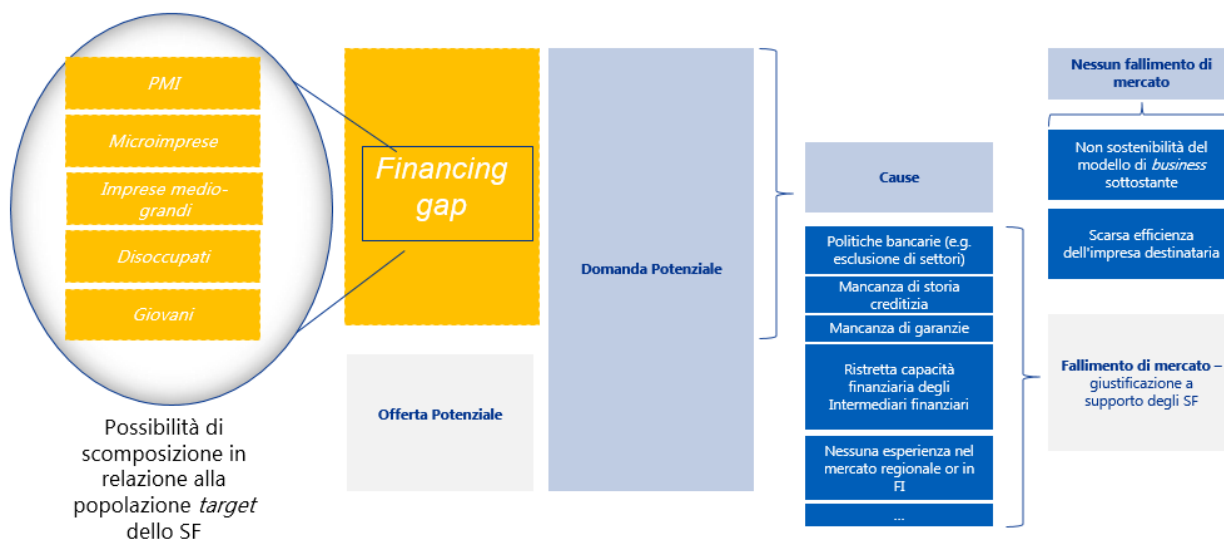 PMI
Microimprese
Imprese medio-
grandi
Disoccupati
Giovani
Possibilità di
scomposizione in
relazione alla
popolazione target
dello SF
Financing
gap
Offerta Potenziale
Domanda Potenziale
Cause
Politiche bancarie (e.g.
esclusione di settori)
Mancanza di storia
creditizia
Mancanza di garanzie
Ristretta capacità
finanziaria degli
Intermediari finanziari
Nessuna esperienza nel
mercato regionale or in
FI
...
Nessun fallimento di
mercato
Non sostenibilità del
modello di business
sottostante
Scarsa efficienza
dell'impresa destinataria
Fallimento di mercato –
giustificazione a
supporto degli SF